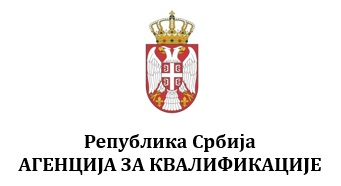 Република Србија
АГЕНЦИЈА ЗА КВАЛИФИКАЦИЈЕ